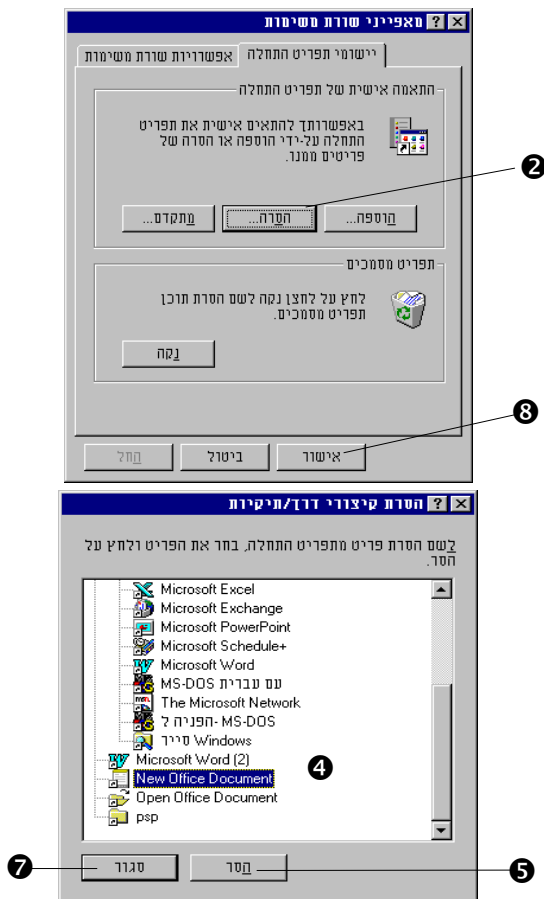 מאפייני שורת משימות
יישומי תפריט התחלה
אפשרויות שורת משימות
התאמה אישית של תפריט התחלה
באפשרותך להתאים אישית את תפריט
התחלה על-ידי הוספה או הסרה של
פריטים ממנו.
❷
הוספה...
הסרה...
מתקדם...
תפריט מסמכים
לחץ על לחצן נקה לשם הסרת תוכן
תפריט מסמכים.
נקה
❽
אישור
ביטול
החל
הסרת קיצורי דרך/תיקיות
לשם הסרת פריט מתפריט התחלה, בחר את הפריט ולחץ על
הסר.
Microsoft Excel
Microsoft Exchange
Microsoft PowerPoint
Microsoft Schedule+
Microsoft Word
MS-DOS עם עברית
The Microsoft Network
הפניה ל- MS-DOS
סייר Windows
Microsoft Word (2)
New Office Document
❹
Open Office Document
psp
הסר
❺
סגור
❼